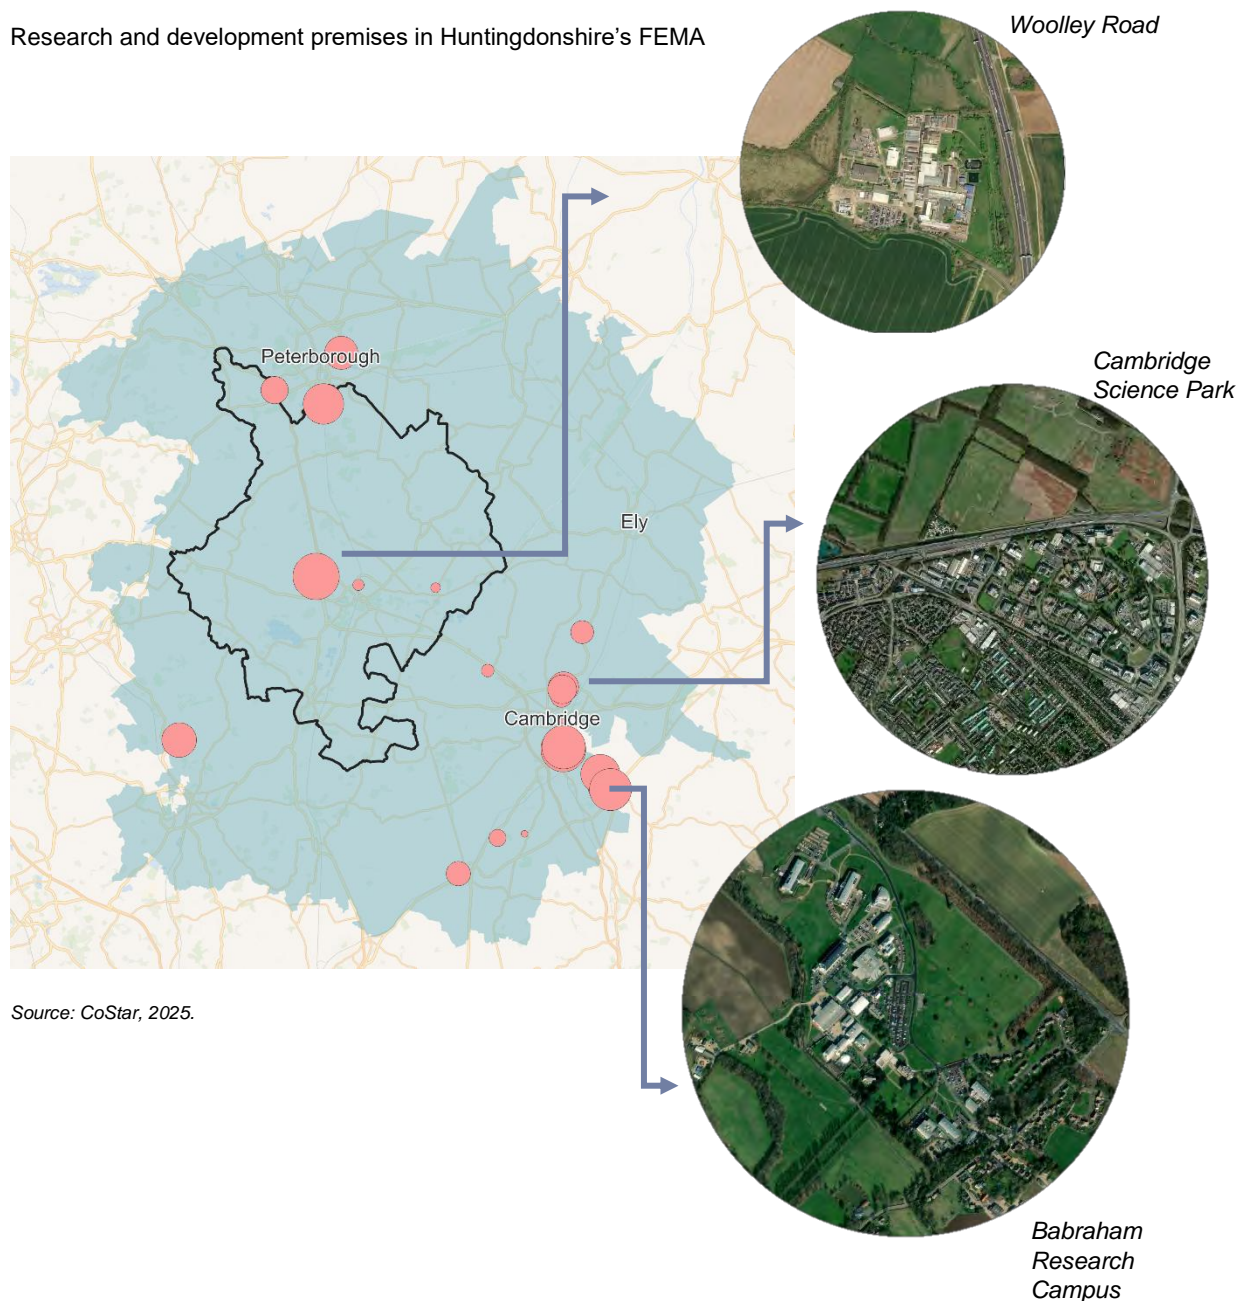 Woolley Road
Research and development premises in Huntingdonshire’s FEMA
Cambridge
Science Park
Peterborough
Ely
Cambridge
Source: CoStar, 2025.
Babraham
Research
Campus